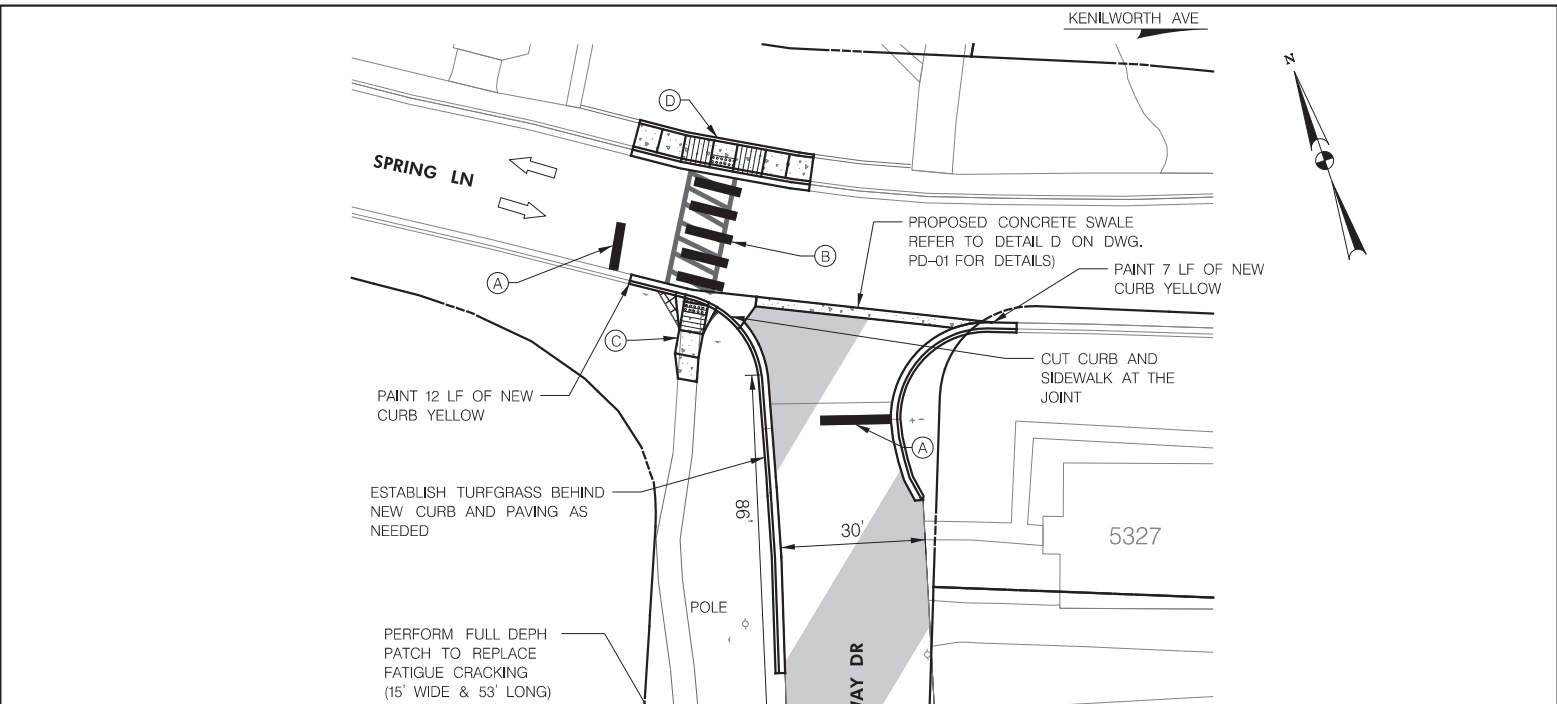 KENILWORTH AVE
N
D
SPRING LN
PROPOSED CONCRETE SWALE
REFER TO DETAIL D ON DWG.
PD-01 FOR DETAILS)
B
PAINT 7 LF OF NEW
CURB YELLOW
A
C
CUT CURB AND
SIDEWALK AT THE
JOINT
PAINT 12 LF OF NEW
CURB YELLOW
A
ESTABLISH TURFGRASS BEHIND
NEW CURB AND PAVING AS
NEEDED
86'
30'
5327
POLE
PERFORM FULL DEPH
PATCH TO REPLACE
FATIGUE CRACKING
(15' WIDE & 53' LONG)
WAY DR